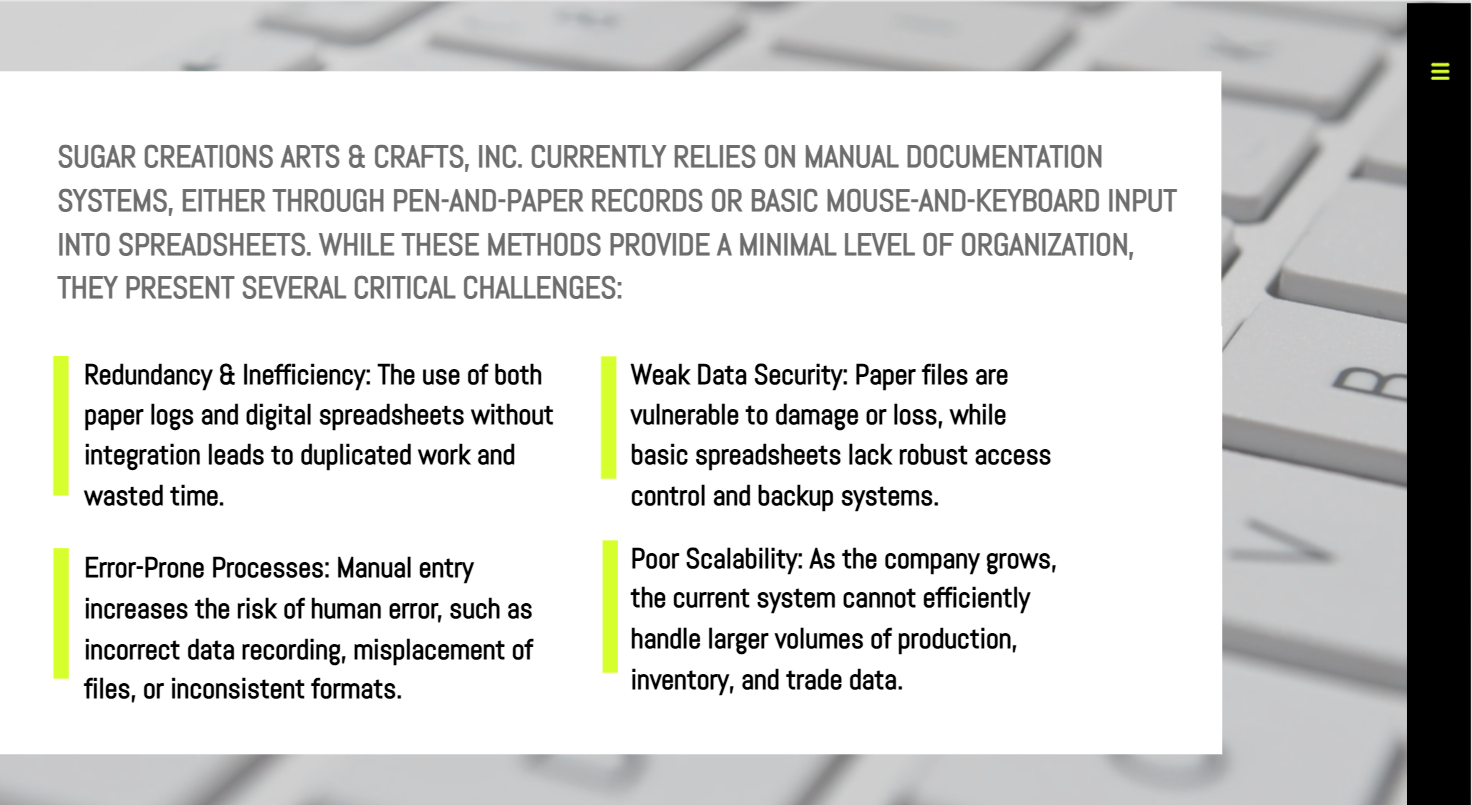 SUGAR CREATIONS ARTS & CRAFTS, INC. CURRENTLY RELIES ON MANUAL DOCUMENTATION
SYSTEMS, EITHER THROUGH PEN-AND-PAPER RECORDS OR BASIC MOUSE-AND-KEYBOARD INPUT
INTO SPREADSHEETS. WHILE THESE METHODS PROVIDE A MINIMAL LEVEL OF ORGANIZATION,
THEY PRESENT SEVERAL CRITICAL CHALLENGES:
Redundancy & Inefficiency: The use of both
paper logs and digital spreadsheets without
integration leads to duplicated work and
wasted time.
Error-Prone Processes: Manual entry
increases the risk of human error, such as
incorrect data recording, misplacement of
files, or inconsistent formats.
Weak Data Security: Paper files are
vulnerable to damage or loss, while
basic spreadsheets lack robust access
control and backup systems.
Poor Scalability: As the company grows,
the current system cannot efficiently
handle larger volumes of production,
inventory, and trade data.
B
V